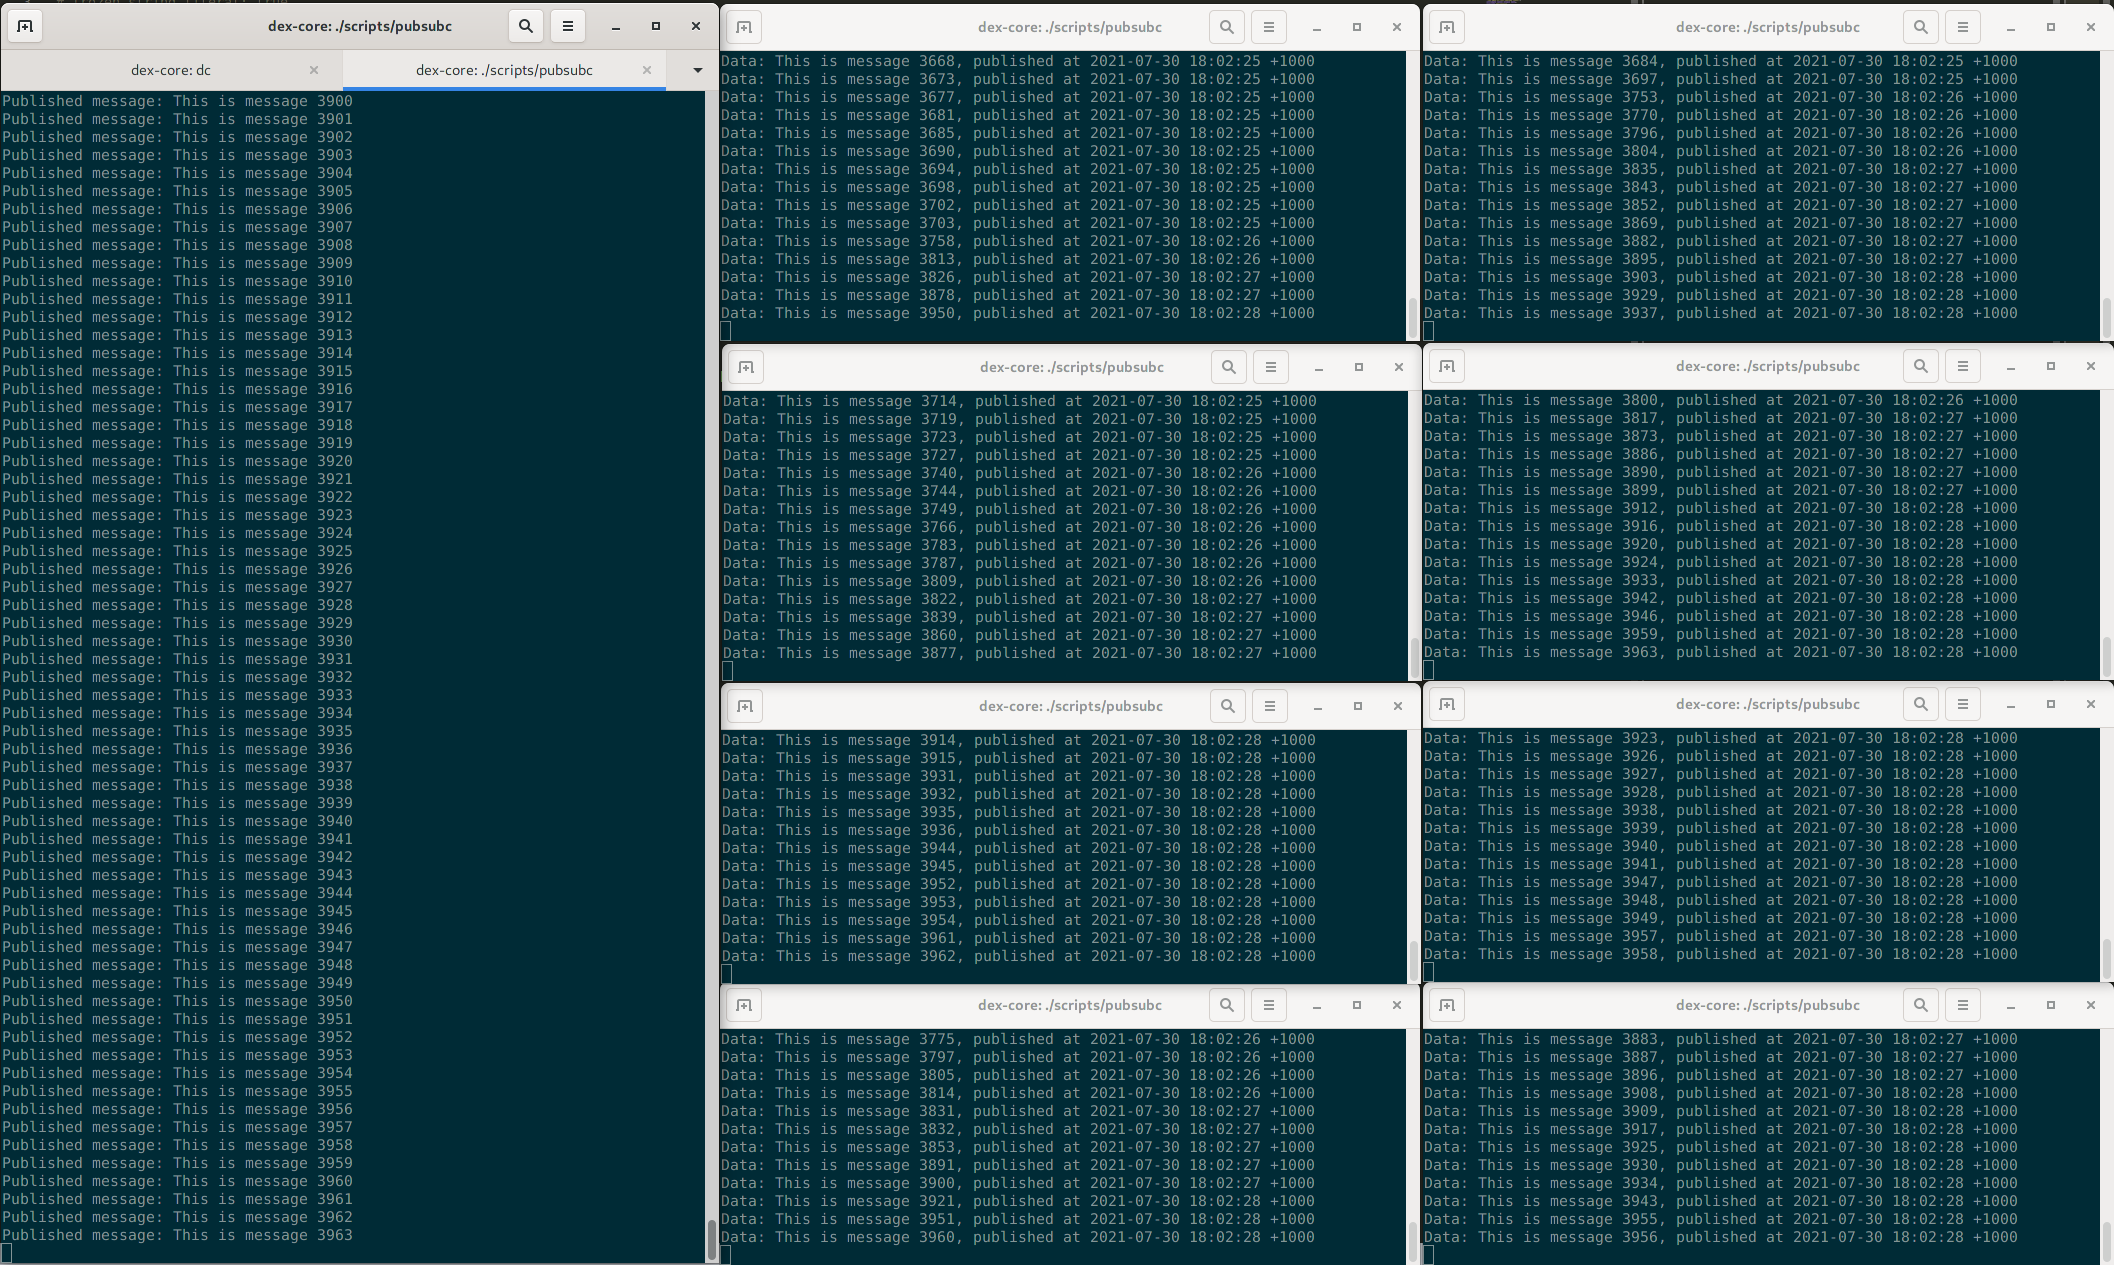 dex-core: ./scripts/pubsubc
dex-core: dc
dex-core: ./scripts/pubsubc
Published message: This is message 3900
Published message: This is message 3901
Published message: This is message 3902
Published message: This is message 3903
Published message: This is message 3904
Published message: This is message 3905
Published message: This is message 3906
Published message: This is message 3907
Published message: This is message 3908
Published message: This is message 3909
Published message: This is message 3910
Published message: This is message 3911
Published message: This is message 3912
Published message: This is message 3913
Published message: This is message 3914
Published message: This is message 3915
Published message: This is message 3916
Published message: This is message 3917
Published message: This is message 3918
Published message: This is message 3919
Published message: This is message 3920
Published message: This is message 3921
Published message: This is message 3922
Published message: This is message 3923
Published message: This is message 3924
Published message: This is message 3925
Published message: This is message 3926
Published message: This is message 3927
Published message: This is message 3928
Published message: This is message 3929
Published message: This is message 3930
Published message: This is message 3931
Published message: This is message 3932
Published message: This is message 3933
Published message: This is message 3934
Published message: This is message 3935
Published message: This is message 3936
Published message: This is message 3937
Published message: This is message 3938
Published message: This is message 3939
Published message: This is message 3940
Published message: This is message 3941
Published message: This is message 3942
Published message: This is message 3943
Published message: This is message 3944
Published message: This is message 3945
Published message: This is message 3946
Published message: This is message 3947
Published message: This is message 3948
Published message: This is message 3949
Published message: This is message 3950
Published message: This is message 3951
Published message: This is message 3952
Published message: This is message 3953
Published message: This is message 3954
Published message: This is message 3955
Published message: This is message 3956
Published message: This is message 3957
Published message: This is message 3958
Published message: This is message 3959
Published message: This is message 3960
Published message: This is message 3961
Published message: This is message 3962
Published message: This is message 3963
dex-core: ./scripts/pubsubc
Data: This is message 3668, published at 2021-07-30 18:02:25 +1000
Data: This is message 3673, published at 2021-07-30 18:02:25 +1000
Data: This is message 3677, published at 2021-07-30 18:02:25 +1000
Data: This is message 3681, published at 2021-07-30 18:02:25 +1000
Data: This is message 3685, published at 2021-07-30 18:02:25 +1000
Data: This is message 3690, published at 2021-07-30 18:02:25 +1000
Data: This is message 3694, published at 2021-07-30 18:02:25 +1000
Data: This is message 3698, published at 2021-07-30 18:02:25 +1000
Data: This is message 3702, published at 2021-07-30 18:02:25 +1000
Data: This is message 3703, published at 2021-07-30 18:02:25 +1000
Data: This is message 3758, published at 2021-07-30 18:02:26 +1000
Data: This is message 3813, published at 2021-07-30 18:02:26 +1000
Data: This is message 3826, published at 2021-07-30 18:02:27 +1000
Data: This is message 3878, published at 2021-07-30 18:02:27 +1000
Data: This is message 3950, published at 2021-07-30 18:02:28 +1000
dex-core: ./scripts/pubsubc
Data: This is message 3684, published at 2021-07-30 18:02:25 +1000
Data: This is message 3697, published at 2021-07-30 18:02:25 +1000
Data: This is message 3753, published at 2021-07-30 18:02:26 +1000
Data: This is message 3770, published at 2021-07-30 18:02:26 +1000
Data: This is message 3796, published at 2021-07-30 18:02:26 +1000
Data: This is message 3804, published at 2021-07-30 18:02:26 +1000
Data: This is message 3835, published at 2021-07-30 18:02:27 +1000
Data: This is message 3843, published at 2021-07-30 18:02:27 +1000
Data: This is message 3852, published at 2021-07-30 18:02:27 +1000
Data: This is message 3869, published at 2021-07-30 18:02:27 +1000
Data: This is message 3882, published at 2021-07-30 18:02:27 +1000
Data: This is message 3895, published at 2021-07-30 18:02:27 +1000
Data: This is message 3903, published at 2021-07-30 18:02:28 +1000
Data: This is message 3929, published at 2021-07-30 18:02:28 +1000
Data: This is message 3937, published at 2021-07-30 18:02:28 +1000
dex-core: ./scripts/pubsubc
Data: This is message 3714, published at 2021-07-30 18:02:25 +1000
Data: This is message 3719, published at 2021-07-30 18:02:25 +1000
Data: This is message 3723, published at 2021-07-30 18:02:25 +1000
Data: This is message 3727, published at 2021-07-30 18:02:25 +1000
Data: This is message 3740, published at 2021-07-30 18:02:26 +1000
Data: This is message 3744, published at 2021-07-30 18:02:26 +1000
Data: This is message 3749, published at 2021-07-30 18:02:26 +1000
Data: This is message 3766, published at 2021-07-30 18:02:26 +1000
Data: This is message 3783, published at 2021-07-30 18:02:26 +1000
Data: This is message 3787, published at 2021-07-30 18:02:26 +1000
Data: This is message 3809, published at 2021-07-30 18:02:26 +1000
Data: This is message 3822, published at 2021-07-30 18:02:27 +1000
Data: This is message 3839, published at 2021-07-30 18:02:27 +1000
Data: This is message 3860, published at 2021-07-30 18:02:27 +1000
Data: This is message 3877, published at 2021-07-30 18:02:27 +1000
dex-core: ./scripts/pubsubc
Data: This is message 3800, published at 2021-07-30 18:02:26 +1000
Data: This is message 3817, published at 2021-07-30 18:02:27 +1000
Data: This is message 3873, published at 2021-07-30 18:02:27 +1000
Data: This is message 3886, published at 2021-07-30 18:02:27 +1000
Data: This is message 3890, published at 2021-07-30 18:02:27 +1000
Data: This is message 3899, published at 2021-07-30 18:02:27 +1000
Data: This is message 3912, published at 2021-07-30 18:02:28 +1000
Data: This is message 3916, published at 2021-07-30 18:02:28 +1000
Data: This is message 3920, published at 2021-07-30 18:02:28 +1000
Data: This is message 3924, published at 2021-07-30 18:02:28 +1000
Data: This is message 3933, published at 2021-07-30 18:02:28 +1000
Data: This is message 3942, published at 2021-07-30 18:02:28 +1000
Data: This is message 3946, published at 2021-07-30 18:02:28 +1000
Data: This is message 3959, published at 2021-07-30 18:02:28 +1000
Data: This is message 3963, published at 2021-07-30 18:02:28 +1000
dex-core: ./scripts/pubsubc
Data: This is message 3914, published at 2021-07-30 18:02:28 +1000
Data: This is message 3915, published at 2021-07-30 18:02:28 +1000
Data: This is message 3931, published at 2021-07-30 18:02:28 +1000
Data: This is message 3932, published at 2021-07-30 18:02:28 +1000
Data: This is message 3935, published at 2021-07-30 18:02:28 +1000
Data: This is message 3936, published at 2021-07-30 18:02:28 +1000
Data: This is message 3944, published at 2021-07-30 18:02:28 +1000
Data: This is message 3945, published at 2021-07-30 18:02:28 +1000
Data: This is message 3952, published at 2021-07-30 18:02:28 +1000
Data: This is message 3953, published at 2021-07-30 18:02:28 +1000
Data: This is message 3954, published at 2021-07-30 18:02:28 +1000
Data: This is message 3961, published at 2021-07-30 18:02:28 +1000
Data: This is message 3962, published at 2021-07-30 18:02:28 +1000
dex-core: ./scripts/pubsubc
Data: This is message 3923, published at 2021-07-30 18:02:28 +1000
Data: This is message 3926, published at 2021-07-30 18:02:28 +1000
Data: This is message 3927, published at 2021-07-30 18:02:28 +1000
Data: This is message 3928, published at 2021-07-30 18:02:28 +1000
Data: This is message 3938, published at 2021-07-30 18:02:28 +1000
Data: This is message 3939, published at 2021-07-30 18:02:28 +1000
Data: This is message 3940, published at 2021-07-30 18:02:28 +1000
Data: This is message 3941, published at 2021-07-30 18:02:28 +1000
Data: This is message 3947, published at 2021-07-30 18:02:28 +1000
Data: This is message 3948, published at 2021-07-30 18:02:28 +1000
Data: This is message 3949, published at 2021-07-30 18:02:28 +1000
Data: This is message 3957, published at 2021-07-30 18:02:28 +1000
Data: This is message 3958, published at 2021-07-30 18:02:28 +1000
dex-core: ./scripts/pubsubc
Data: This is message 3775, published at 2021-07-30 18:02:26 +1000
Data: This is message 3797, published at 2021-07-30 18:02:26 +1000
Data: This is message 3805, published at 2021-07-30 18:02:26 +1000
Data: This is message 3814, published at 2021-07-30 18:02:26 +1000
Data: This is message 3831, published at 2021-07-30 18:02:27 +1000
Data: This is message 3832, published at 2021-07-30 18:02:27 +1000
Data: This is message 3853, published at 2021-07-30 18:02:27 +1000
Data: This is message 3891, published at 2021-07-30 18:02:27 +1000
Data: This is message 3900, published at 2021-07-30 18:02:27 +1000
Data: This is message 3921, published at 2021-07-30 18:02:28 +1000
Data: This is message 3951, published at 2021-07-30 18:02:28 +1000
Data: This is message 3960, published at 2021-07-30 18:02:28 +1000
dex-core: ./scripts/pubsubc
Data: This is message 3883, published at 2021-07-30 18:02:27 +1000
Data: This is message 3887, published at 2021-07-30 18:02:27 +1000
Data: This is message 3896, published at 2021-07-30 18:02:27 +1000
Data: This is message 3908, published at 2021-07-30 18:02:28 +1000
Data: This is message 3909, published at 2021-07-30 18:02:28 +1000
Data: This is message 3917, published at 2021-07-30 18:02:28 +1000
Data: This is message 3925, published at 2021-07-30 18:02:28 +1000
Data: This is message 3930, published at 2021-07-30 18:02:28 +1000
Data: This is message 3934, published at 2021-07-30 18:02:28 +1000
Data: This is message 3943, published at 2021-07-30 18:02:28 +1000
Data: This is message 3955, published at 2021-07-30 18:02:28 +1000
Data: This is message 3956, published at 2021-07-30 18:02:28 +1000